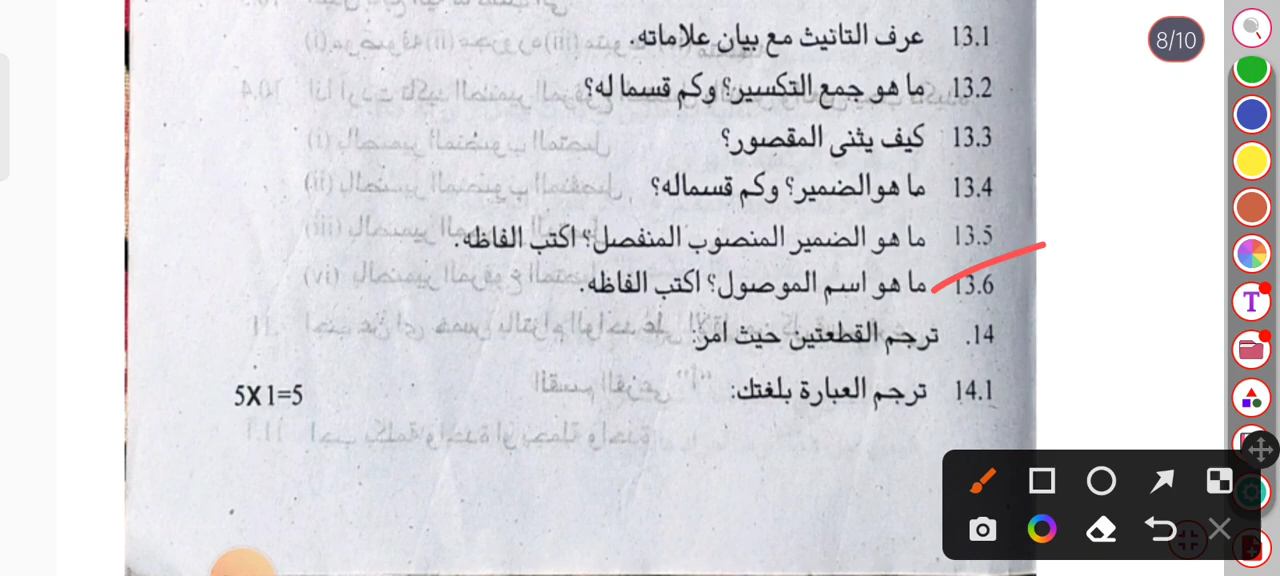 8/10
13.1 عرف التانيث مع بيان علاماته.
13.2 ما هو جمع التكسير؟ وكم قسما له؟
13.3 كيف يثنى المقصور؟
13.4 ما هوالضمير؟ وكم قسماله؟
13.5 ما هو الضمير المنصوب المنفصل؟ اكتب الفاظه.
13.6 ما هو اسم الموصول؟ اكتب الفاظه.
14. ترجم القطعتين حيث امر:
14.1 ترجم العبارة بلغتك: 5X1=5
T